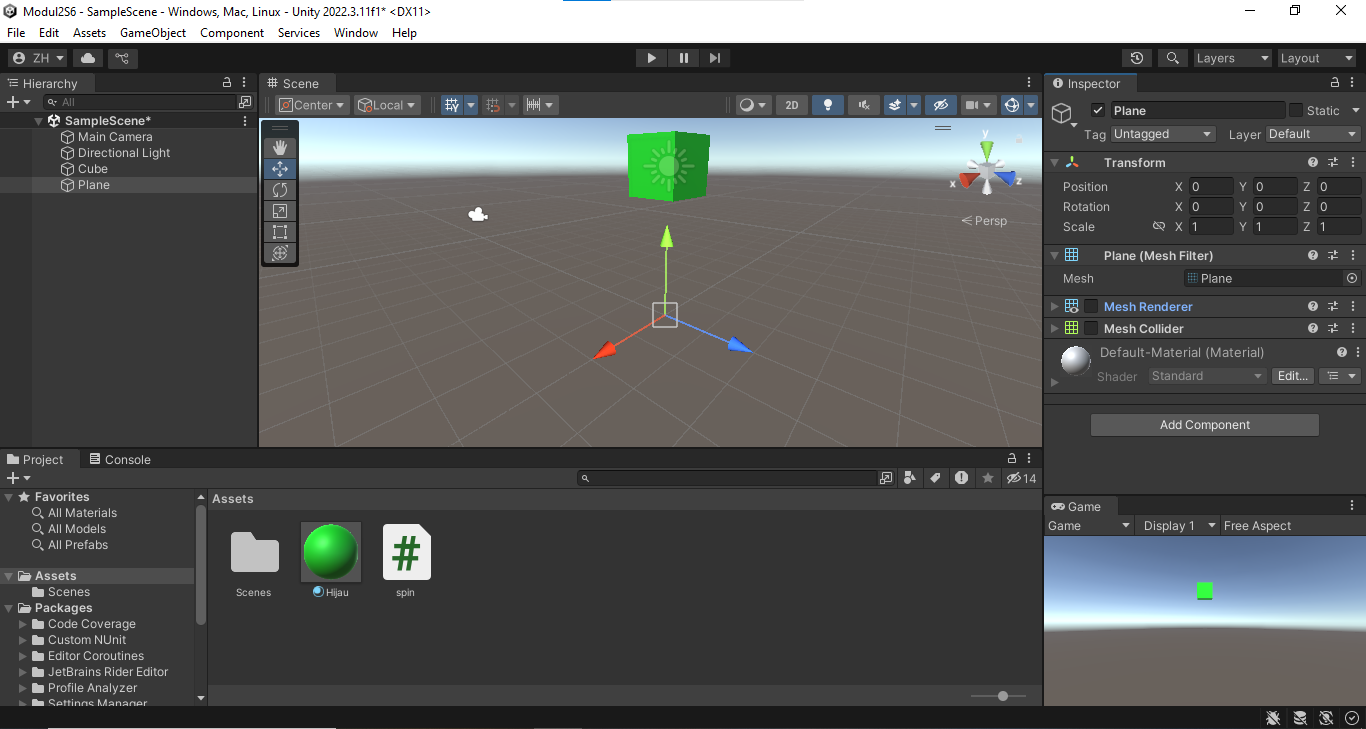 Modul2S6 - SampleScene - Windows, Mac, Linux - Unity 2022.3.11f1* <DX11>
File Edit Assets GameObject Component Services Window Help
ZH Layers Layout
Hierarchy
All
SampleScene*
Main Camera
Directional Light
Cube
Plane
Scene
Center Local 2D
y
x z
< Persp
Inspector
Plane Static
Tag Untagged Layer Default
Transform
Position X 0 Y 0 Z 0
Rotation X 0 Y 0 Z 0
Scale X 1 Y 1 Z 1
Plane (Mesh Filter)
Mesh Plane
Mesh Renderer
Mesh Collider
Default-Material (Material)
Shader Standard Edit...
Add Component
Project Console
14
Favorites
All Materials
All Models
All Prefabs
Assets
Scenes
Packages
Code Coverage
Custom NUnit
Editor Coroutines
JetBrains Rider Editor
Profile Analyzer
Settings Manager
Assets
#
Scenes Hijau spin
Game
Game Display 1 Free Aspect